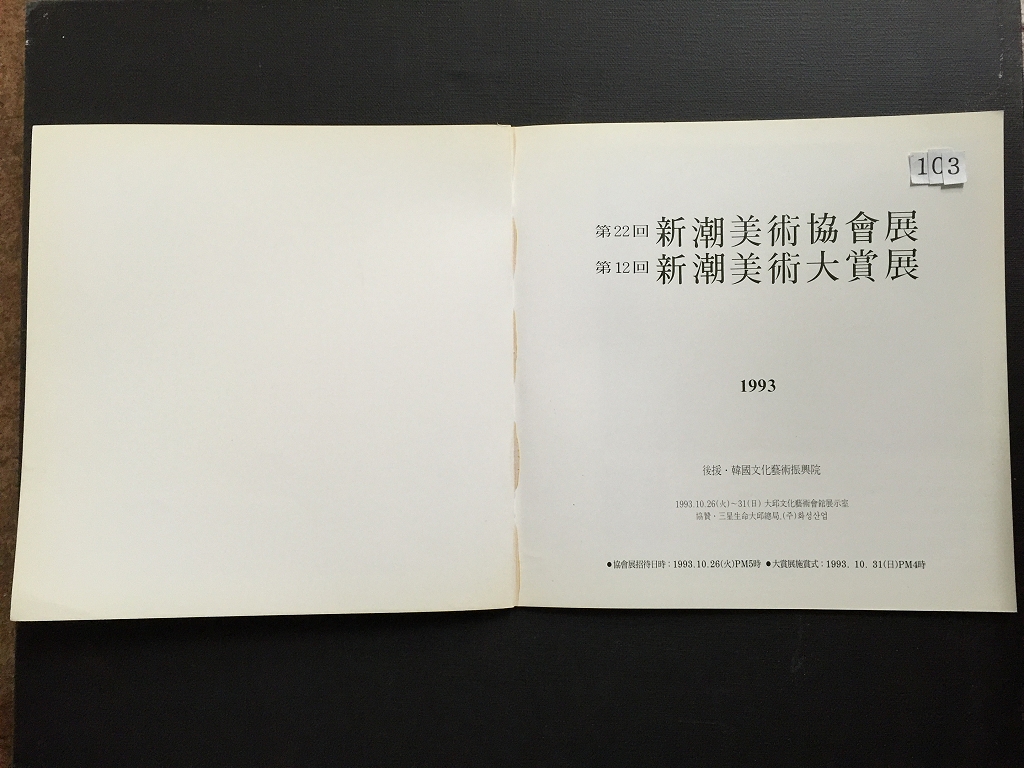 103
第22回 新潮美術協會展
第12回 新潮美術大賞展
1993
後援・韓國文化藝術振興院
1993.10.26(火)~31(日) 大邱文化藝術會館展示室
協贊・三星生命大邱總局, (주)화성산업
●協會展招待日時 : 1993.10.26(火)PM5時 ●大賞展施賞式 : 1993. 10. 31(日)PM4時